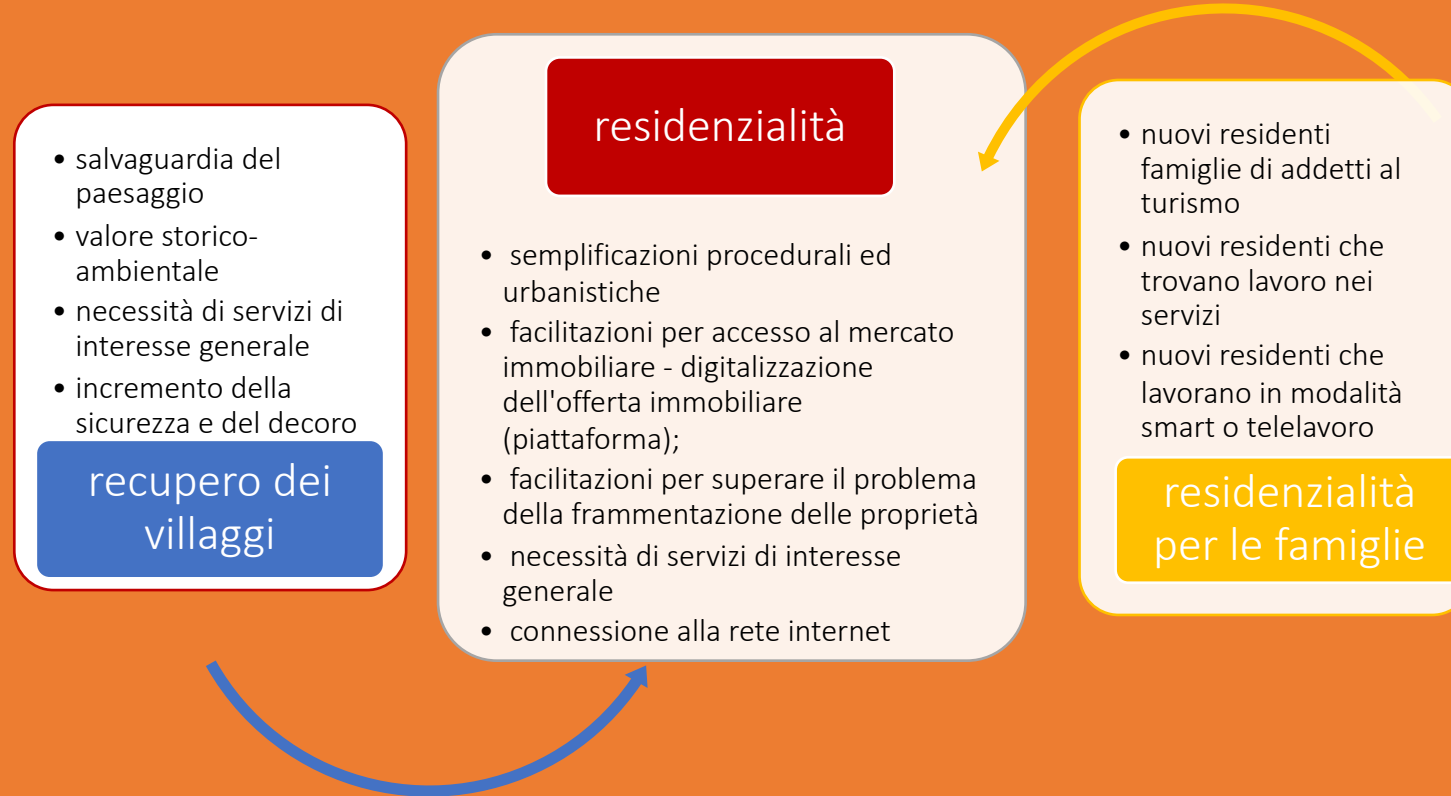 • salvaguardia del
paesaggio
• valore storico-
ambientale
• necessità di servizi di
interesse generale
• incremento della
sicurezza e del decoro
recupero dei
villaggi
residenzialità
• semplificazioni procedurali ed
urbanistiche
• facilitazioni per accesso al mercato
immobiliare - digitalizzazione
dell'offerta immobiliare
(piattaforma);
• facilitazioni per superare il problema
della frammentazione delle proprietà
• necessità di servizi di interesse
generale
• connessione alla rete internet
• nuovi residenti
famiglie di addetti al
turismo
• nuovi residenti che
trovano lavoro nei
servizi
• nuovi residenti che
lavorano in modalità
smart o telelavoro
residenzialità
per le famiglie